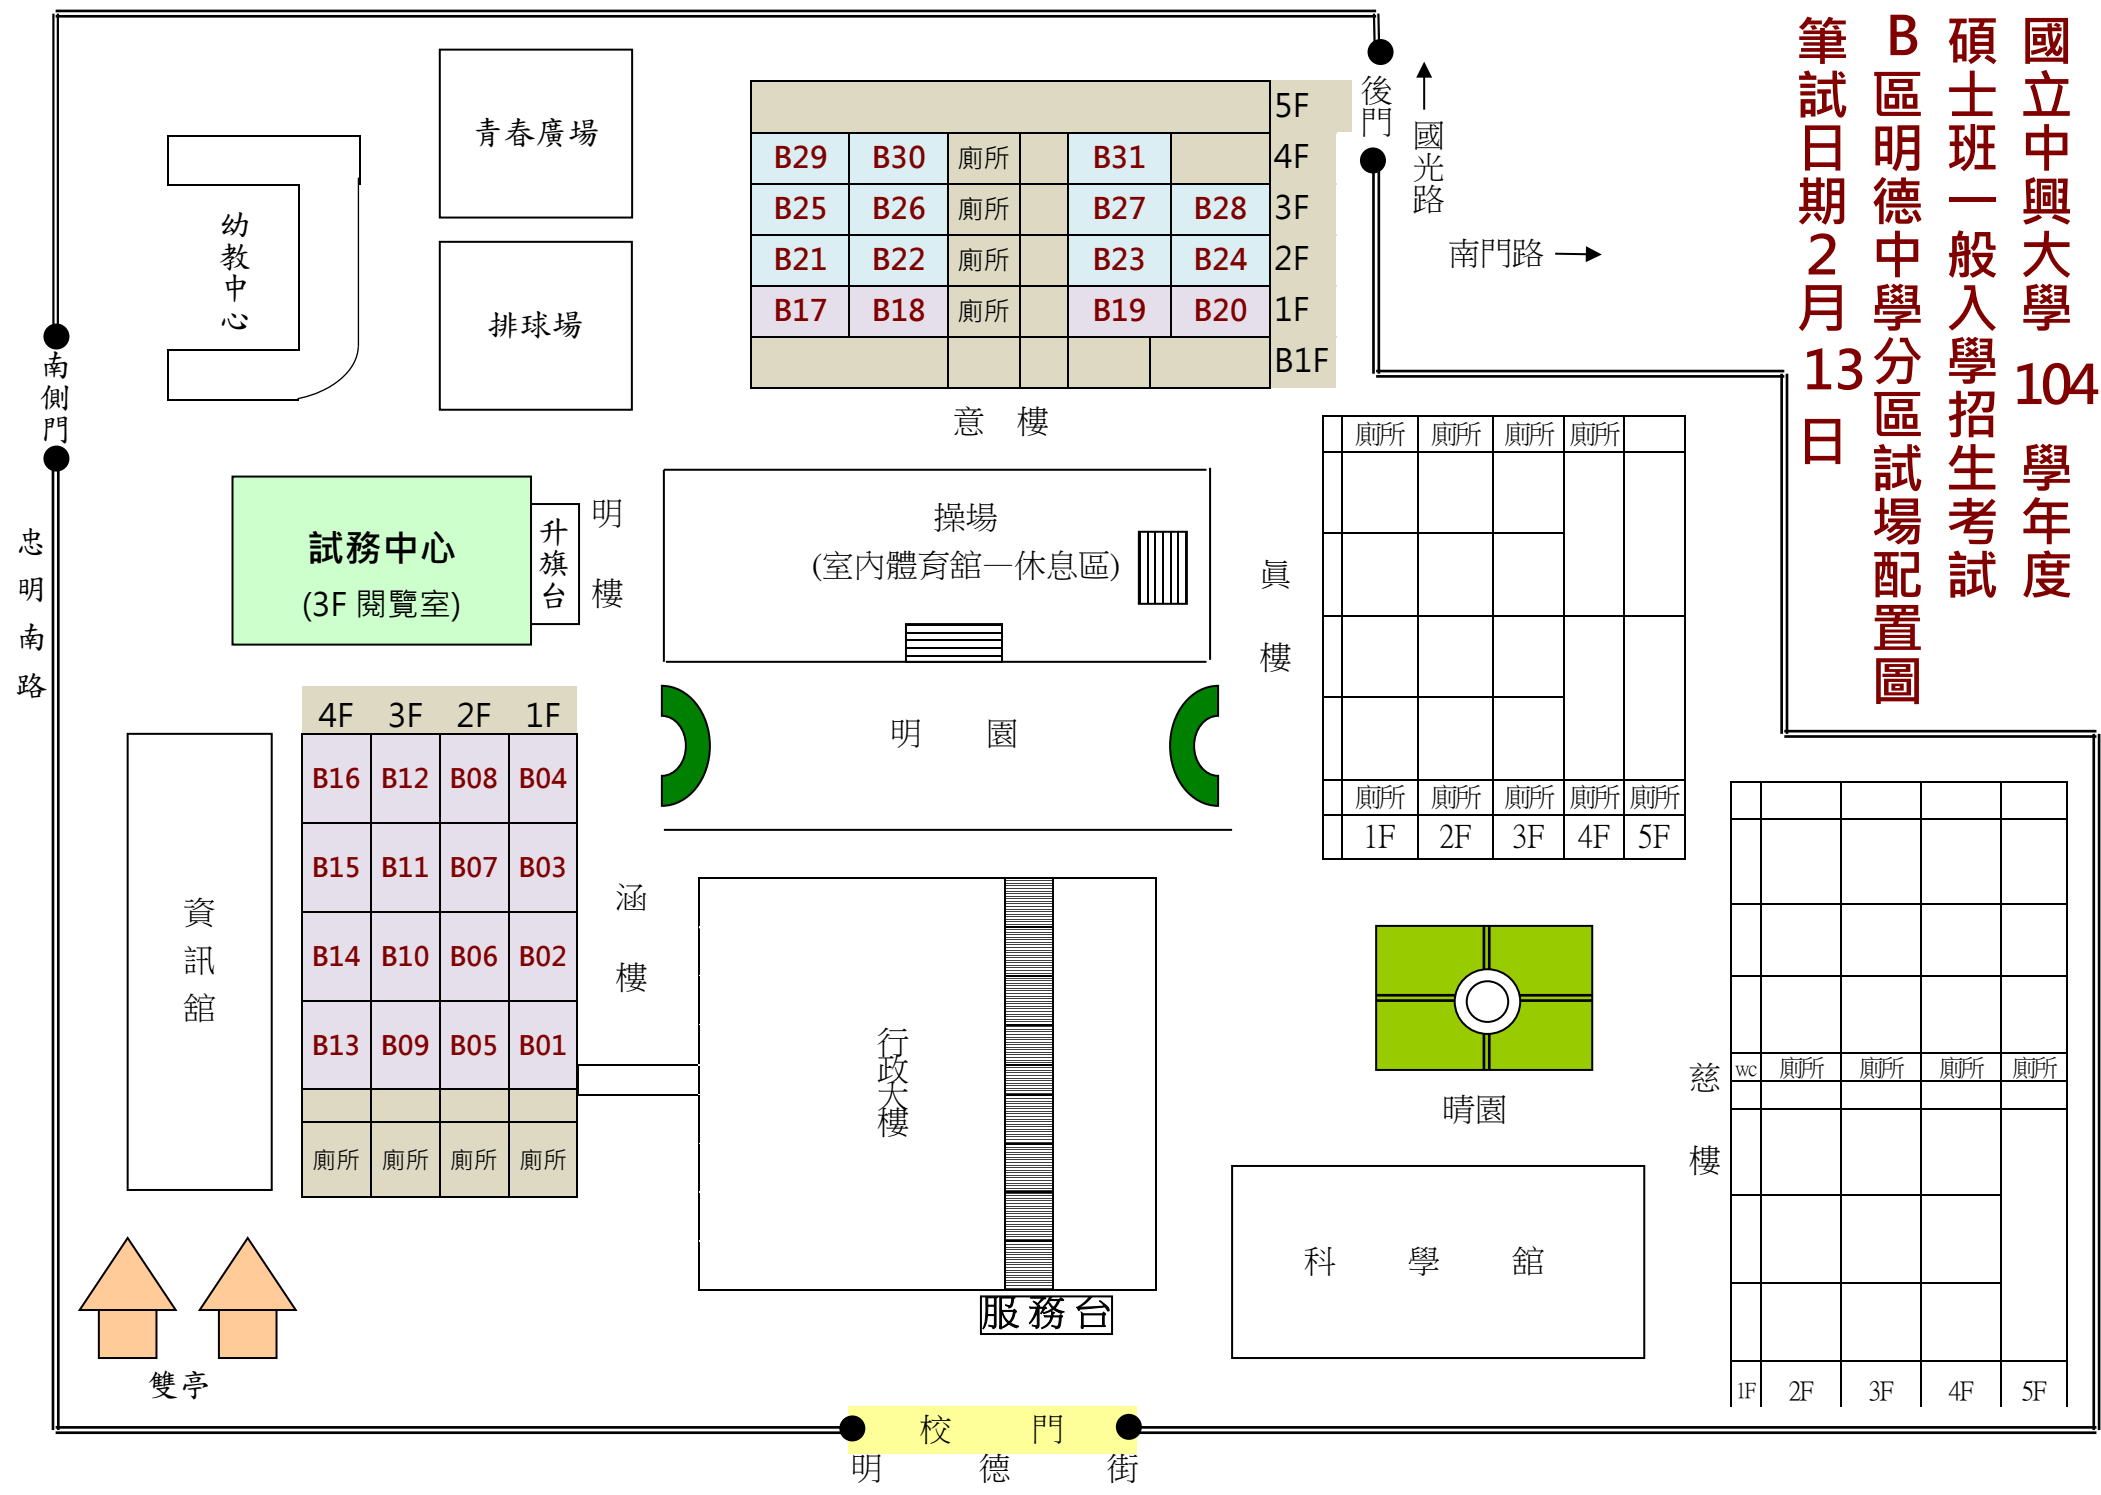 國立中興大學 104 學年度
碩士班一般入學招生考試
B區明德中學分區試場配置圖
筆試日期2月13日
後門
國光路
南門路
青春廣場
排球場
幼教中心
南側門
忠明南路
5F
B29 B30 廁所 B31 4F
B25 B26 廁所 B27 B28 3F
B21 B22 廁所 B23 B24 2F
B17 B18 廁所 B19 B20 1F
B1F
意 樓
試務中心
(3F 閱覽室)
升旗台
明 樓
操場
(室內體育舘—休息區)
明 園
眞 樓
廁所 廁所 廁所 廁所
廁所 廁所 廁所 廁所 廁所
1F 2F 3F 4F 5F
4F 3F 2F 1F
B16 B12 B08 B04
B15 B11 B07 B03
B14 B10 B06 B02
B13 B09 B05 B01
廁所 廁所 廁所 廁所
涵 樓
資訊舘
行政大樓
服務台
晴園
科 學 舘
慈 樓
WC 廁所 廁所 廁所 廁所
1F 2F 3F 4F 5F
雙亭
校 門
明 德 街